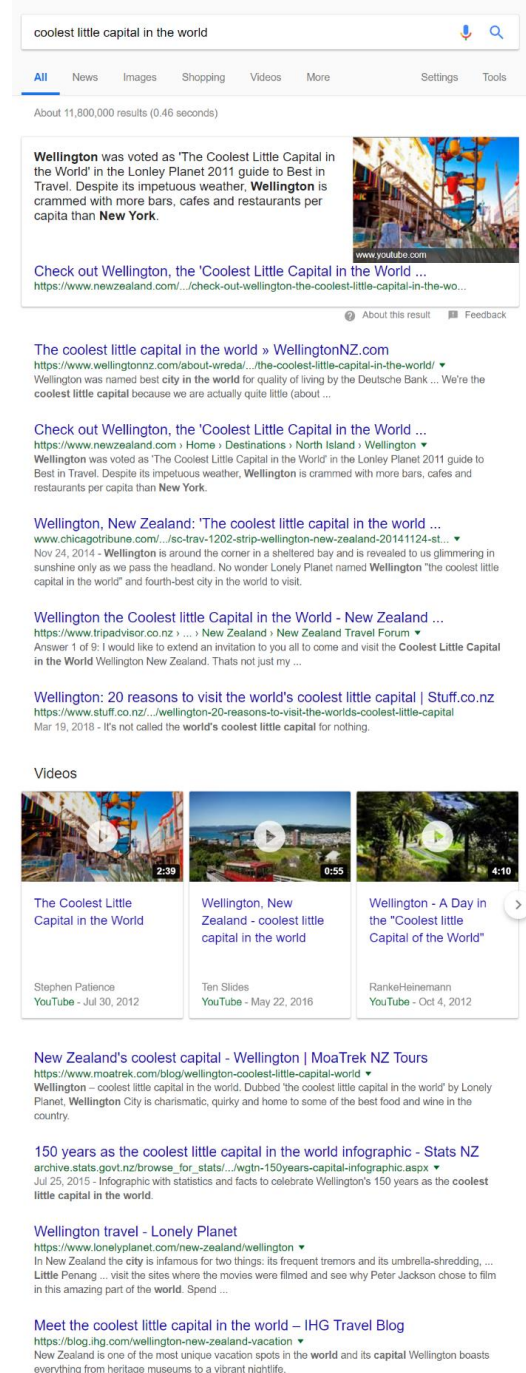 coolest little capital in the world
All News Images Shopping Videos More Settings Tools
About 11,800,000 results (0.46 seconds)
Wellington was voted as 'The Coolest Little Capital in
the World' in the Lonley Planet 2011 guide to Best in
Travel. Despite its impetuous weather, Wellington is
crammed with more bars, cafes and restaurants per
capita than New York.
www.youtube.com
Check out Wellington, the 'Coolest Little Capital in the World ...
https://www.newzealand.com/.../check-out-wellington-the-coolest-little-capital-in-the-wo...
About this result Feedback
The coolest little capital in the world » WellingtonNZ.com
https://www.wellingtonnz.com/about-wreda/.../the-coolest-little-capital-in-the-world/
Wellington was named best city in the world for quality of living by the Deutsche Bank ... We're the
coolest little capital because we are actually quite little (about ...
Check out Wellington, the 'Coolest Little Capital in the World ...
https://www.newzealand.com › Home › Destinations › North Island › Wellington
Wellington was voted as 'The Coolest Little Capital in the World' in the Lonley Planet 2011 guide to
Best in Travel. Despite its impetuous weather, Wellington is crammed with more bars, cafes and
restaurants per capita than New York.
Wellington, New Zealand: 'The coolest little capital in the world ...
www.chicagotribune.com/.../sc-trav-1202-strip-wellington-new-zealand-20141124-st...
Nov 24, 2014 - Wellington is around the corner in a sheltered bay and is revealed to us glimmering in
sunshine only as we pass the headland. No wonder Lonely Planet named Wellington "the coolest little
capital in the world" and fourth-best city in the world to visit.
Wellington the Coolest little Capital in the World - New Zealand ...
https://www.tripadvisor.co.nz › ... › New Zealand › New Zealand Travel Forum
Answer 1 of 9: I would like to extend an invitation to you all to come and visit the Coolest Little Capital
in the World Wellington New Zealand. Thats not just my ...
Wellington: 20 reasons to visit the world's coolest little capital | Stuff.co.nz
https://www.stuff.co.nz/.../wellington-20-reasons-to-visit-the-worlds-coolest-little-capital
Mar 19, 2018 - It's not called the world's coolest little capital for nothing.
Videos
2:39
The Coolest Little
Capital in the World
Stephen Patience
YouTube - Jul 30, 2012
0:55
Wellington, New
Zealand - coolest little
capital in the world
Ten Slides
YouTube - May 22, 2016
4:10
Wellington - A Day in
the "Coolest little
Capital of the World"
RankeHeinemann
YouTube - Oct 4, 2012
New Zealand's coolest capital - Wellington | MoaTrek NZ Tours
https://www.moatrek.com/blog/wellington-coolest-little-capital-world
Wellington – coolest little capital in the world. Dubbed 'the coolest little capital in the world' by Lonely
Planet, Wellington City is charismatic, quirky and home to some of the best food and wine in the
country.
150 years as the coolest little capital in the world infographic - Stats NZ
archive.stats.govt.nz/browse_for_stats/.../wgtn-150years-capital-infographic.aspx
Jul 25, 2015 - Infographic with statistics and facts to celebrate Wellington's 150 years as the coolest
little capital in the world.
Wellington travel - Lonely Planet
https://www.lonelyplanet.com/new-zealand/wellington
In New Zealand the city is infamous for two things: its frequent tremors and its umbrella-shredding, ...
Little Penang ... visit the sites where the movies were filmed and see why Peter Jackson chose to film
in this amazing part of the world. Spend ...
Meet the coolest little capital in the world – IHG Travel Blog
https://blog.ihg.com/wellington-new-zealand-vacation
New Zealand is one of the most unique vacation spots in the world and its capital Wellington boasts
everything from heritage museums to a vibrant nightlife.